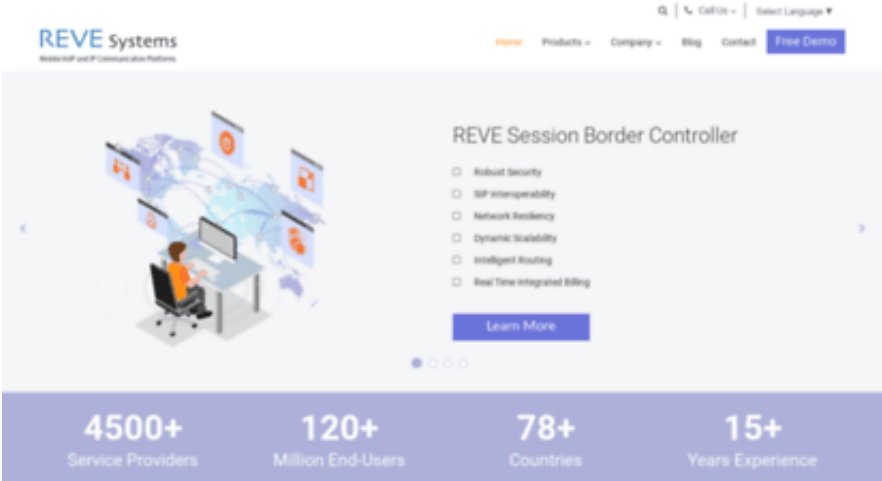 Call Us
Select Language ▼
REVE Systems
Mobile VoIP and IP Communication Platforms
Home Products Company Blog Contact Free Demo
REVE Session Border Controller
Robust Security
SIP Interoperability
Network Resiliency
Dynamic Scalability
Intelligent Routing
Real Time Integrated Billing
Learn More
4500+ 120+ 78+ 15+
Service Providers Million End-Users Countries Years Experience